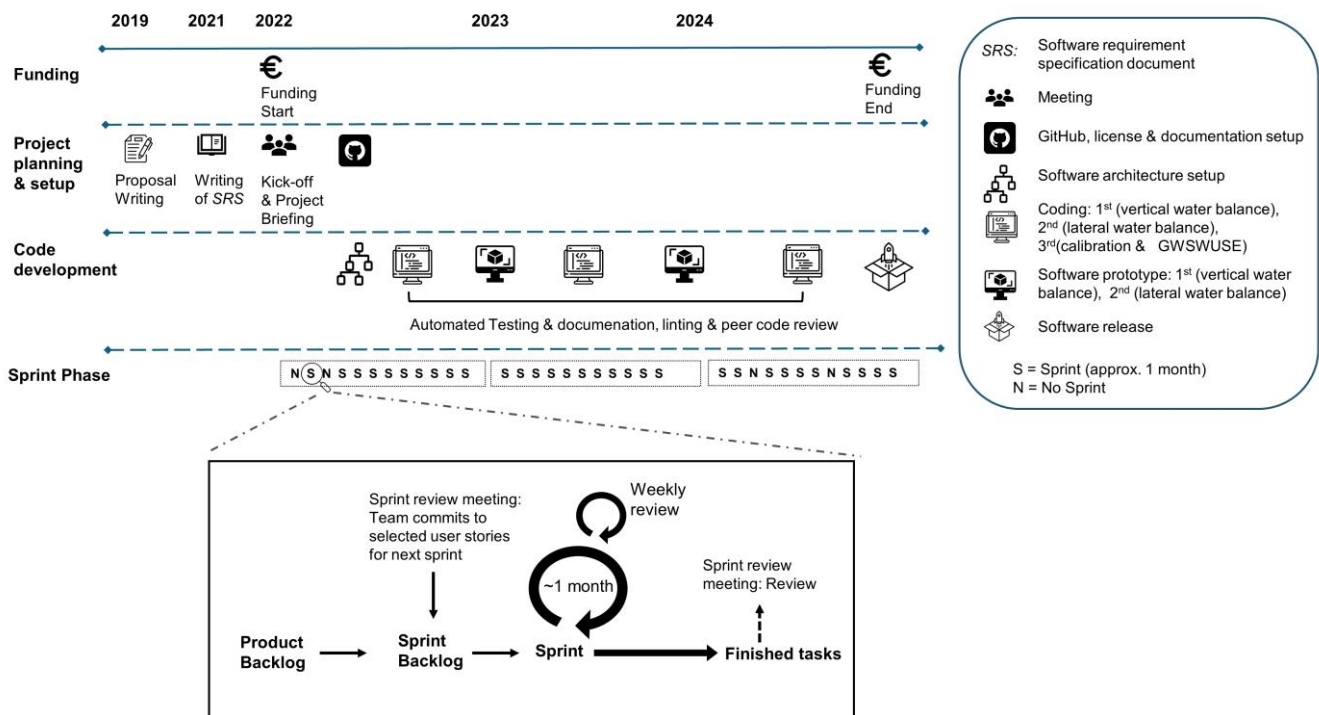 2019 2021 2022 2023 2024
Funding
Funding
Start
Funding
End
Project
planning
& setup
Proposal
Writing
Writing
of SRS
Kick-off
& Project
Briefing
Code
development
Automated Testing & documenation, linting & peer code review
Sprint Phase
N S N S S S S S S S S S S
S S S S S S S S S S S
S S N S S S S N S S S S
SRS: Software requirement
specification document
Meeting
GitHub, license & documentation setup
Software architecture setup
Coding: 1st (vertical water balance),
2nd (lateral water balance),
3rd(calibration & GWSWUSE)
Software prototype: 1st (vertical water
balance), 2nd (lateral water balance)
Software release
S = Sprint (approx. 1 month)
N = No Sprint
Sprint review meeting:
Team commits to
selected user stories
for next sprint
Weekly
review
~1 month
Sprint review
meeting: Review
Product
Backlog
Sprint
Backlog
Sprint
Finished tasks